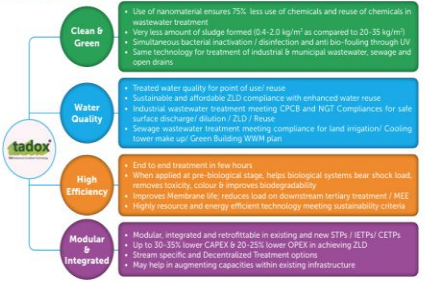 • Use of nanomaterial ensures 75% less use of chemicals and reuse of chemicals in
wastewater treatment
• Very less amount of sludge formed (0.4-2.0 kg/m³ as compared to 20-35 kg/m³)
• Simultaneous bacterial inactivation / disinfection and anti bio-fouling through UV
• Same technology for treatment of industrial & municipal wastewater, sewage and
open drains
Clean &
Green
• Treated water quality for point of use/ reuse
• Sustainable and affordable ZLD compliance with enhanced water reuse
• Industrial wastewater treatment meeting CPCB and NGT Compliances for safe
surface discharge/ dilution / ZLD / Reuse
• Sewage wastewater treatment meeting compliance for land irrigation/ Cooling
tower make up/ Green Building WWM plan
Water
Quality
tadox
• End to end treatment in few hours
• When applied at pre-biological stage, helps biological systems bear shock load,
removes toxicity, colour & improves biodegradability
• Improves Membrane life; reduces load on downstream tertiary treatment / MEE
• Highly resource and energy efficient technology meeting sustainability criteria
High
Efficiency
• Modular, integrated and retrofittable in existing and new STPs / IETPs/ CETPs
• Up to 30-35% lower CAPEX & 20-25% lower OPEX in achieving ZLD
• Stream specific and Decentralized Treatment options
• May help in augmenting capacities within existing infrastructure
Modular
&
Integrated